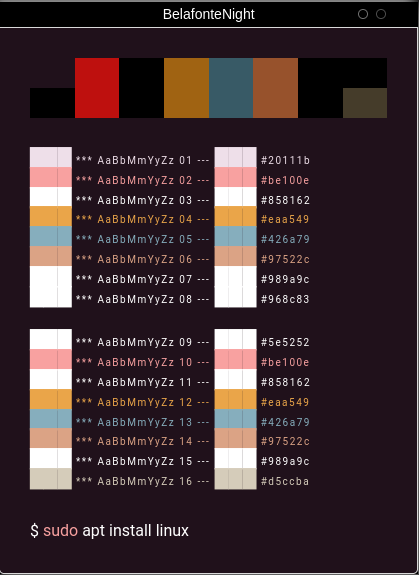 BelafonteNight
*** AaBbMmYyZz 01 --- #20111b
*** AaBbMmYyZz 02 --- #be100e
*** AaBbMmYyZz 03 --- #858162
*** AaBbMmYyZz 04 --- #eaa549
*** AaBbMmYyZz 05 --- #426a79
*** AaBbMmYyZz 06 --- #97522c
*** AaBbMmYyZz 07 --- #989a9c
*** AaBbMmYyZz 08 --- #968c83
*** AaBbMmYyZz 09 --- #5e5252
*** AaBbMmYyZz 10 --- #be100e
*** AaBbMmYyZz 11 --- #858162
*** AaBbMmYyZz 12 --- #eaa549
*** AaBbMmYyZz 13 --- #426a79
*** AaBbMmYyZz 14 --- #97522c
*** AaBbMmYyZz 15 --- #989a9c
*** AaBbMmYyZz 16 --- #d5ccba
$ sudo apt install linux